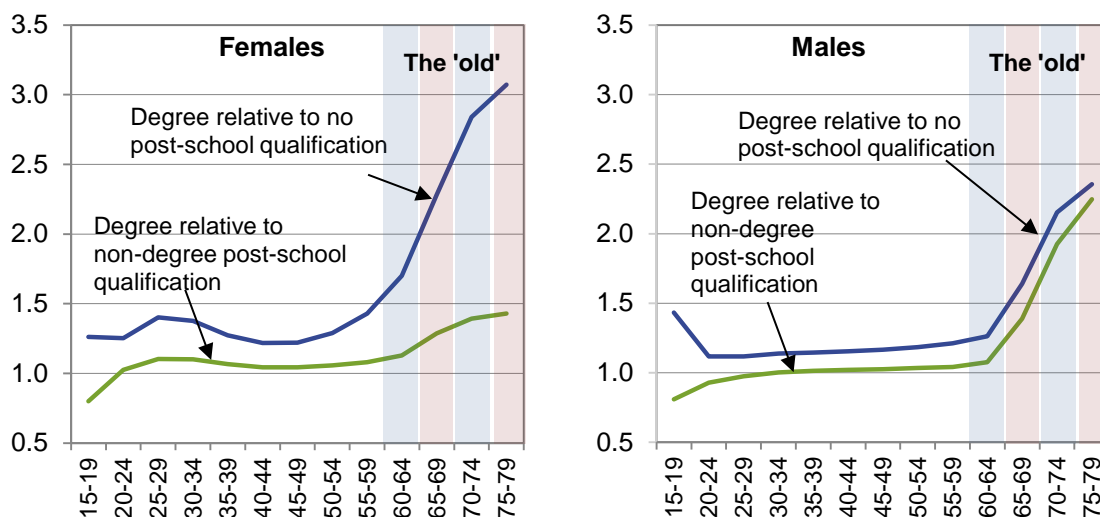 Females
The 'old'
Degree relative to no
post-school qualification
Degree relative to
non-degree post-school
qualification
3.5
3.0
2.5
2.0
1.5
1.0
0.5
15-19
20-24
25-29
30-34
35-39
40-44
45-49
50-54
55-59
60-64
65-69
70-74
75-79
Males
The 'old'
Degree relative to no
post-school qualification
Degree relative to
non-degree
post-school
qualification
3.5
3.0
2.5
2.0
1.5
1.0
0.5
15-19
20-24
25-29
30-34
35-39
40-44
45-49
50-54
55-59
60-64
65-69
70-74
75-79